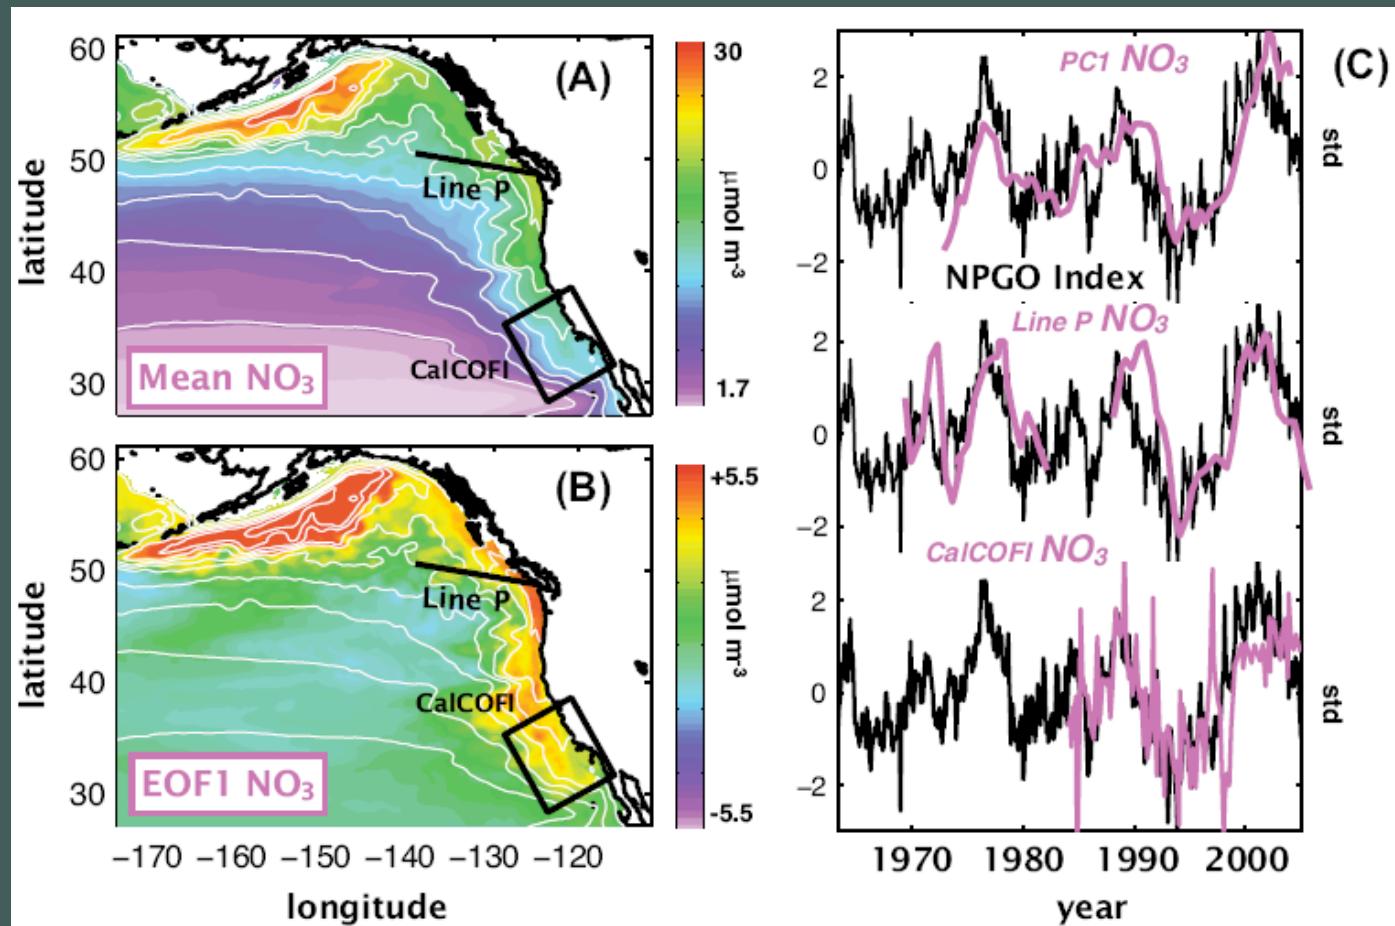 (A)
60
50
40
30
latitude
Line P
CalCOFI
Mean NO₃
30
μmol m⁻³
1.7
(B)
60
50
40
30
latitude
Line P
CalCOFI
EOF1 NO₃
+5.5
μmol m⁻³
-5.5
−170 −160 −150 −140 −130 −120
longitude
(C)
PC1 NO₃
2
0
−2
std
NPGO Index
Line P NO₃
2
0
−2
std
CalCOFI NO₃
2
0
−2
std
1970 1980 1990 2000
year